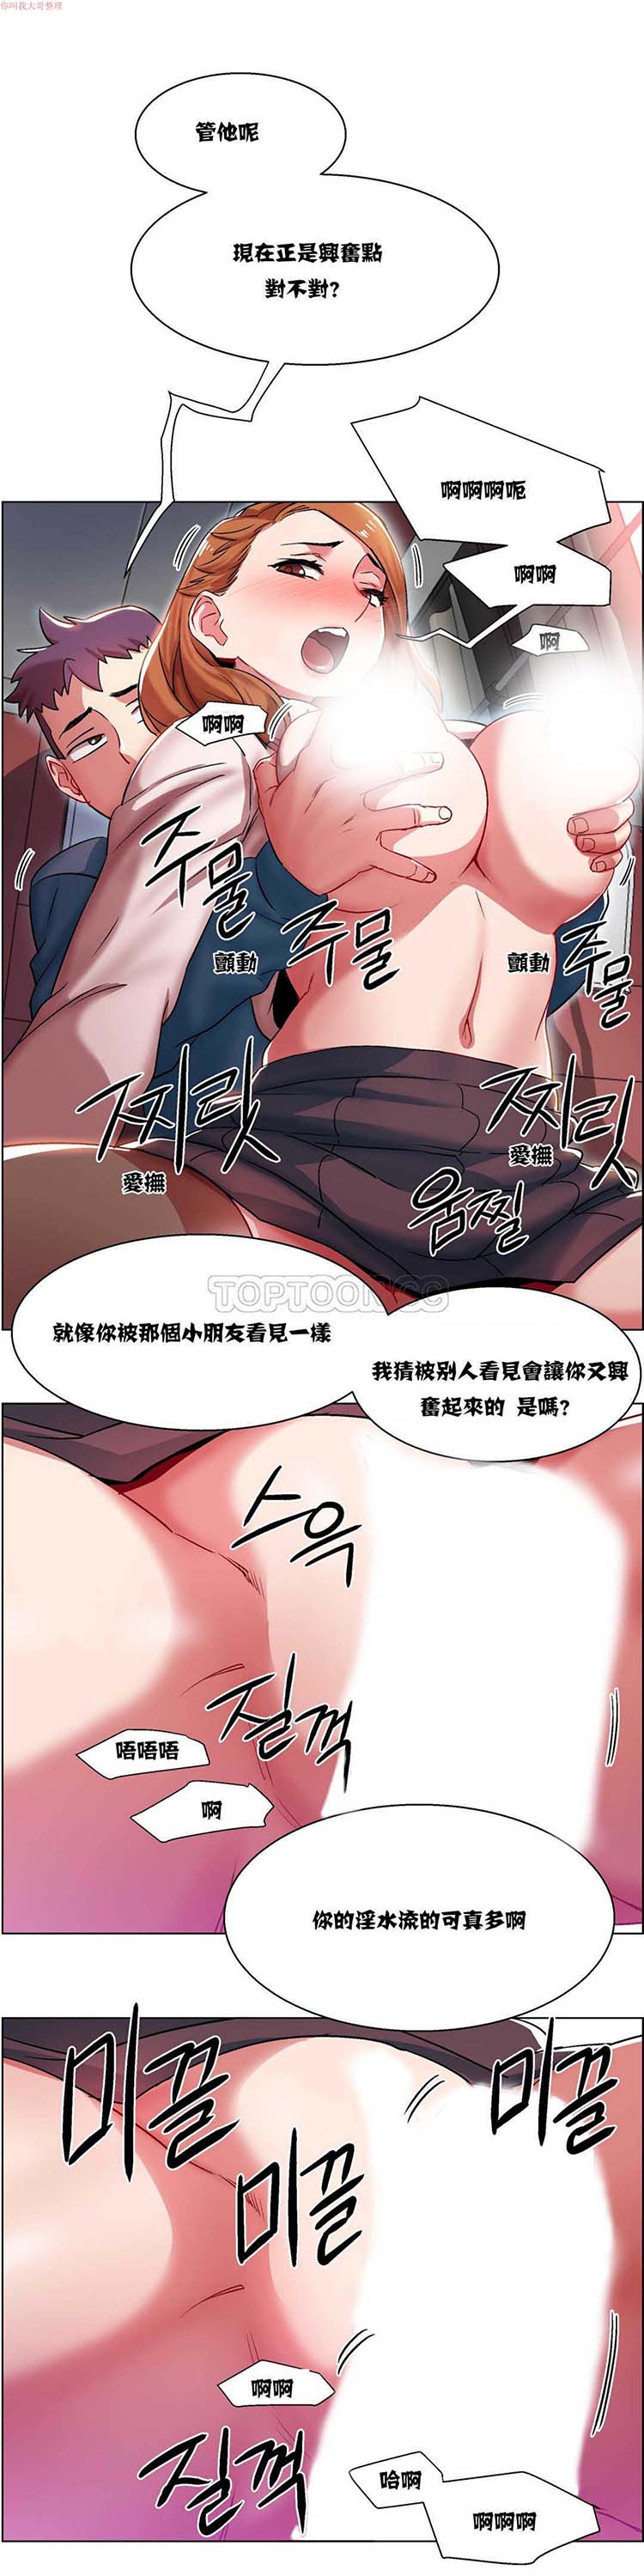 你叫我大哥整理
管他呢
現在正是興奮點
對不對?
啊啊啊呃
啊啊
啊
啊啊
주물
주물
주물
顫動
顫動
찌릿
찌릿
愛撫
愛撫
움찔
TOPTOON.CC
就像你被那個小朋友看見一樣
我猜被別人看見會讓你又興
奮起來的 是嗎?
스윽
질꺽
唔唔唔
啊
你的淫水流的可真多啊
미끌
미끌
미끌
啊啊
질꺽
哈啊
啊啊啊